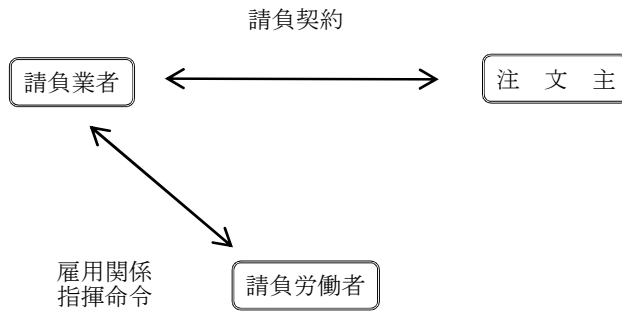 請負契約
請負業者
注　文　主
雇用関係
指揮命令
請負労働者